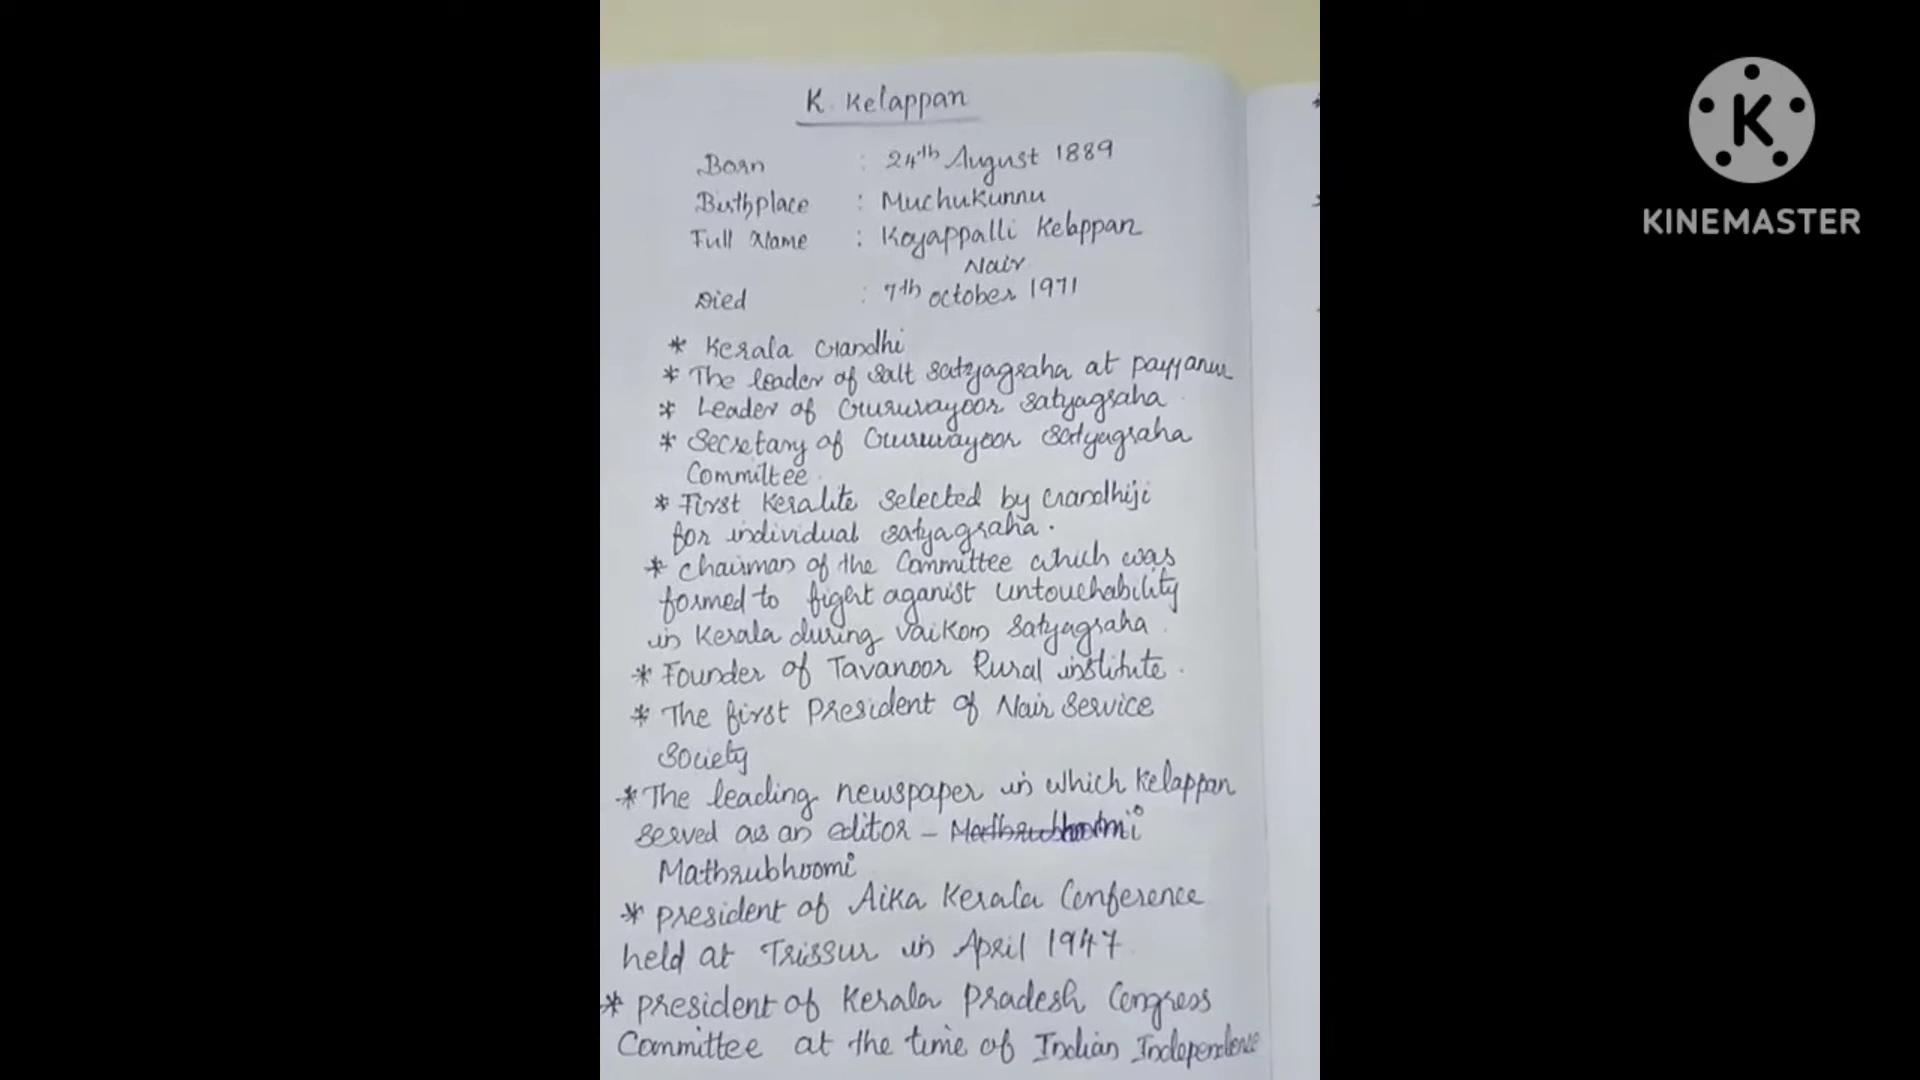 K. Kelappan
Born : 24th August 1889
Birthplace : Muchukunnu
Full Name : Koyappalli Kelappan
Nair
Died : 7th october 1971
* Kerala Gandhi
* The leader of Salt Satyagraha at payyanur
* Leader of Guruvayoor Satyagraha
* Secretary of Guruvayoor Satyagraha
Committee
* First Keralite selected by Gandhiji
for individual satyagraha.
* Chairman of the Committee which was
formed to fight aganist untouchability
in Kerala during Vaikom Satyagraha
* Founder of Tavanoor Rural institute.
* The first President of Nair Service
Society
* The leading newspaper in which Kelappan
served as an editor – Mathrubhoomi
Mathrubhoomi
* president of Aika Kerala Conference
held at Trissur in April 1947
* president of Kerala Pradesh Congress
Committee at the time of Indian Independence
K
KINEMASTER